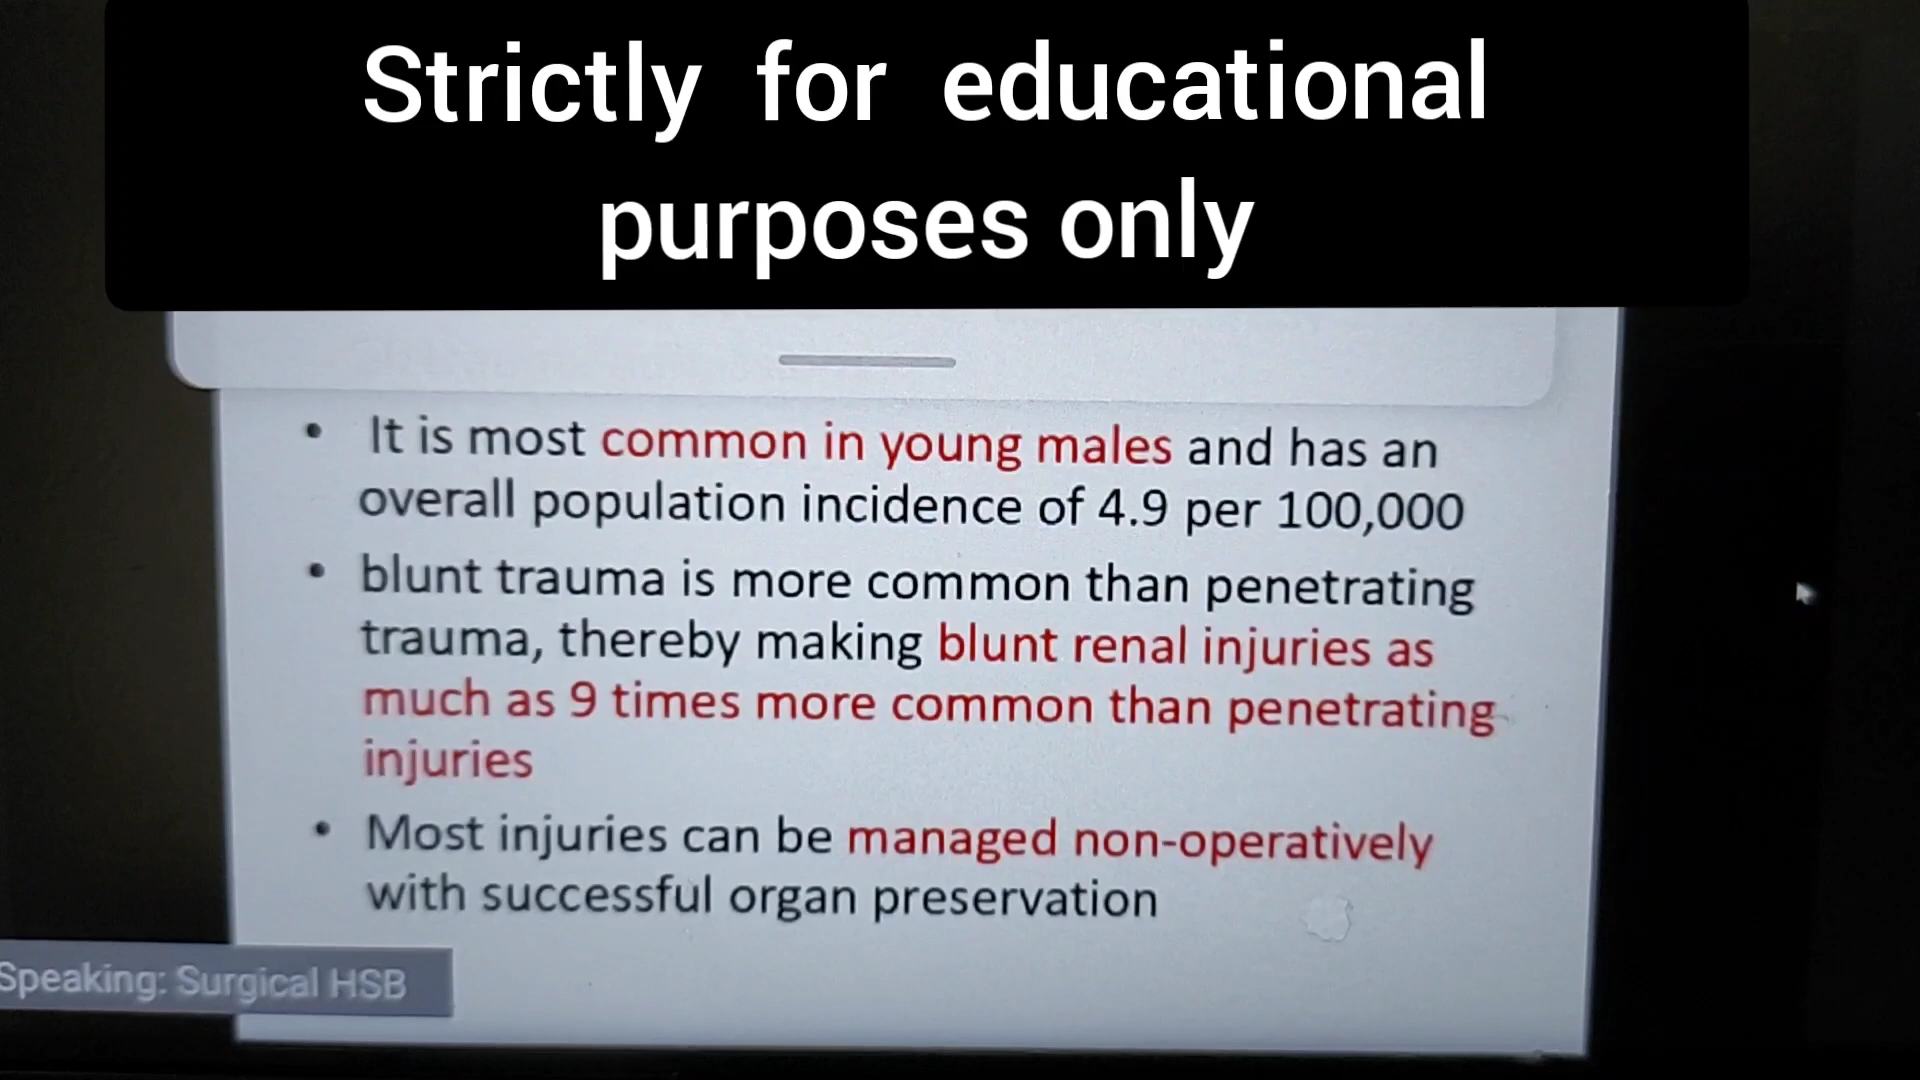 Strictly for educational
purposes only
• It is most common in young males and has an
overall population incidence of 4.9 per 100,000
• blunt trauma is more common than penetrating
trauma, thereby making blunt renal injuries as
much as 9 times more common than penetrating
injuries
• Most injuries can be managed non-operatively
with successful organ preservation
Speaking: Surgical HSB